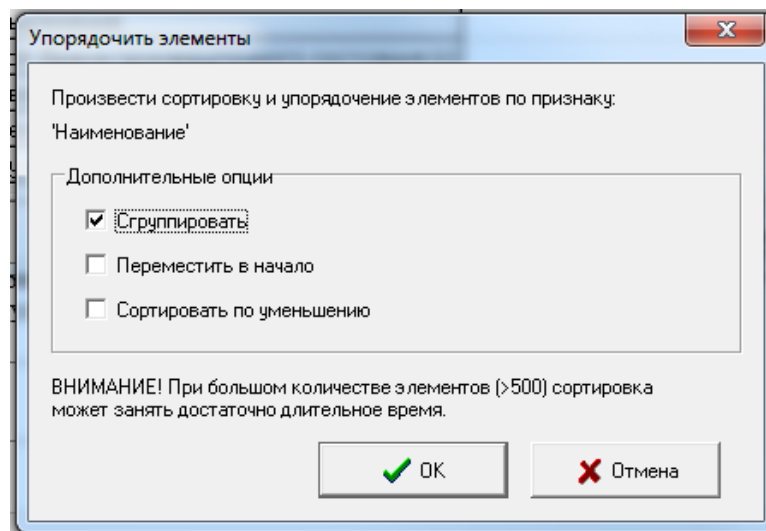 Упорядочить элементы
Произвести сортировку и упорядочение элементов по признаку:
'Наименование'
Дополнительные опции
Сгруппировать
Переместить в начало
Сортировать по уменьшению
ВНИМАНИЕ! При большом количестве элементов (>500) сортировка
может занять достаточно длительное время.
OK
Отмена